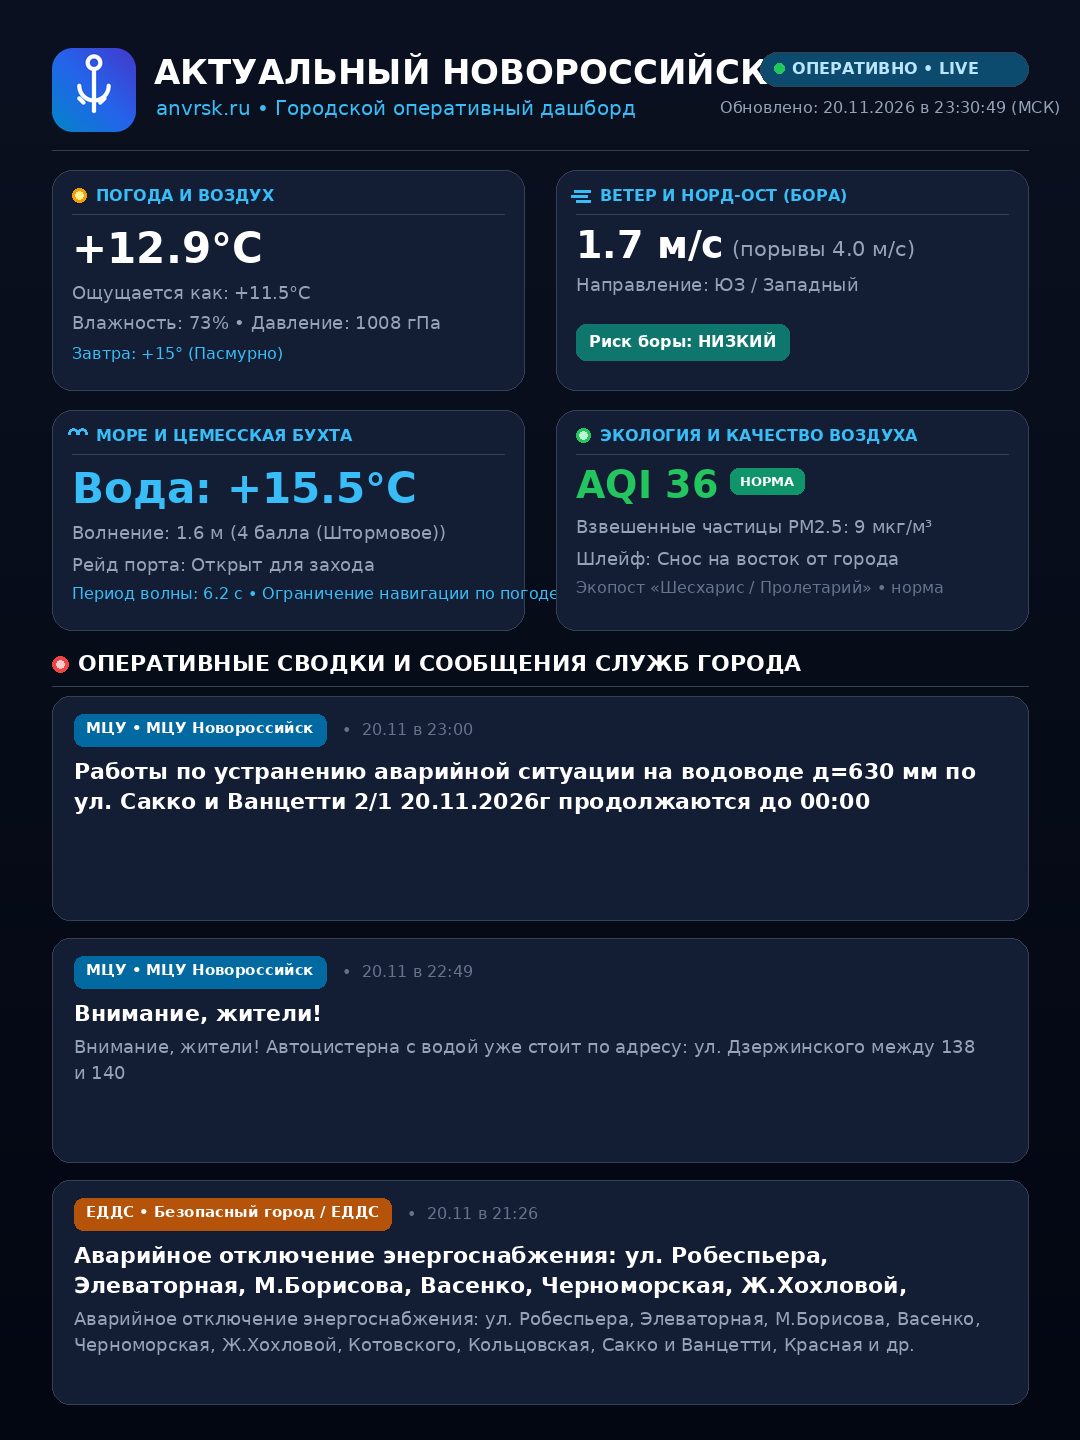 АКТУАЛЬНЫЙ НОВОРОССИЙСК
ОПЕРАТИВНО • LIVE
anvrsk.ru • Городской оперативный дашборд
Обновлено: 20.11.2026 в 23:30:49 (МСК)
ПОГОДА И ВОЗДУХ
+12.9°C
Ощущается как: +11.5°C
Влажность: 73% • Давление: 1008 гПа
Завтра: +15° (Пасмурно)
ВЕТЕР И НОРД-ОСТ (БОРА)
1.7 м/с (порывы 4.0 м/с)
Направление: ЮЗ / Западный
Риск боры: НИЗКИЙ
МОРЕ И ЦЕМЕССКАЯ БУХТА
Вода: +15.5°C
Волнение: 1.6 м (4 балла (Штормовое))
Рейд порта: Открыт для захода
Период волны: 6.2 с • Ограничение навигации по погоде
ЭКОЛОГИЯ И КАЧЕСТВО ВОЗДУХА
AQI 36 НОРМА
Взвешенные частицы PM2.5: 9 мкг/м³
Шлейф: Снос на восток от города
Экопост «Шесхарис / Пролетарий» • норма
ОПЕРАТИВНЫЕ СВОДКИ И СООБЩЕНИЯ СЛУЖБ ГОРОДА
МЦУ • МЦУ Новороссийск • 20.11 в 23:00
Работы по устранению аварийной ситуации на водоводе д=630 мм по
ул. Сакко и Ванцетти 2/1 20.11.2026г продолжаются до 00:00
МЦУ • МЦУ Новороссийск • 20.11 в 22:49
Внимание, жители!
Внимание, жители! Автоцистерна с водой уже стоит по адресу: ул. Дзержинского между 138
и 140
ЕДДС • Безопасный город / ЕДДС • 20.11 в 21:26
Аварийное отключение энергоснабжения: ул. Робеспьера,
Элеваторная, М.Борисова, Васенко, Черноморская, Ж.Хохловой,
Аварийное отключение энергоснабжения: ул. Робеспьера, Элеваторная, М.Борисова, Васенко,
Черноморская, Ж.Хохловой, Котовского, Кольцовская, Сакко и Ванцетти, Красная и др.